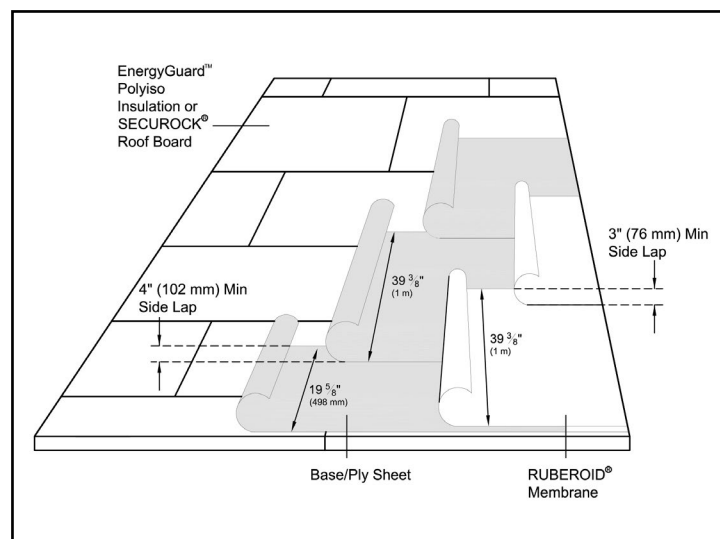 EnergyGuard™
Polyiso
Insulation or
SECUROCK®
Roof Board
3" (76 mm) Min
Side Lap
4" (102 mm) Min
Side Lap
39 3/8"
(1 m)
39 3/8"
(1 m)
19 5/8"
(498 mm)
Base/Ply Sheet
RUBEROID®
Membrane